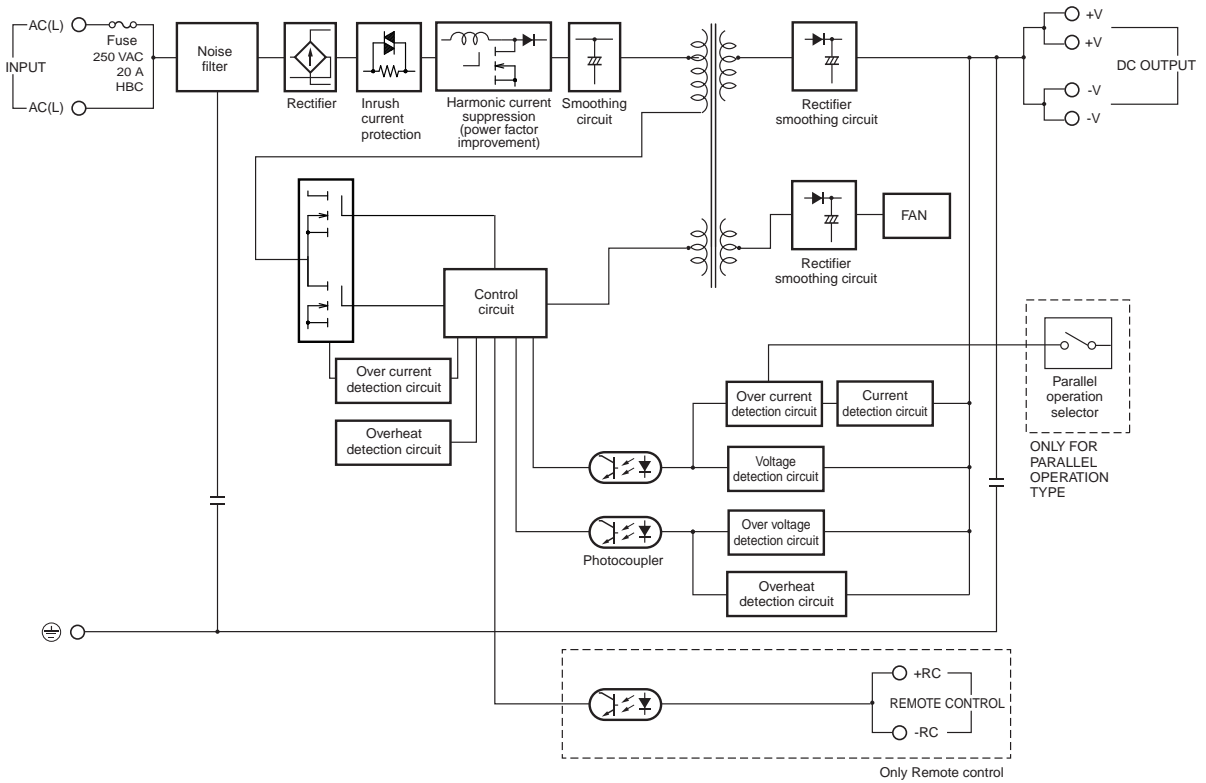 AC(L)
Fuse
250 VAC
20 A
HBC
INPUT
AC(L)
Noise
filter
Rectifier
Inrush
current
protection
Harmonic current
suppression
(power factor
improvement)
Smoothing
circuit
Rectifier
smoothing circuit
+V
+V
DC OUTPUT
-V
-V
Rectifier
smoothing circuit
FAN
Control
circuit
Over current
detection circuit
Overheat
detection circuit
Over current
detection circuit
Current
detection circuit
Parallel
operation
selector
ONLY FOR
PARALLEL
OPERATION
TYPE
Voltage
detection circuit
Over voltage
detection circuit
Photocoupler
Overheat
detection circuit
+RC
REMOTE CONTROL
-RC
Only Remote control